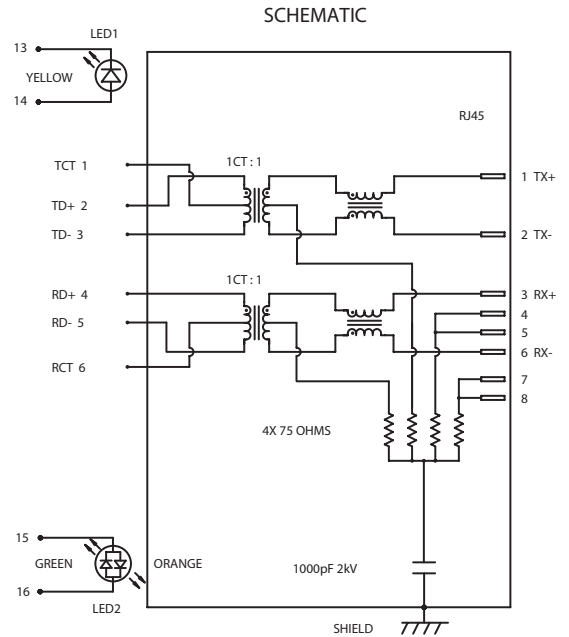 SCHEMATIC
LED1
13
YELLOW
14
RJ45
TCT 1
1CT : 1
1 TX+
TD+ 2
TD- 3
2 TX-
1CT : 1
RD+ 4
3 RX+
4
RD- 5
5
6 RX-
RCT 6
7
8
4X 75 OHMS
15
GREEN
ORANGE
1000pF 2kV
16
LED2
SHIELD